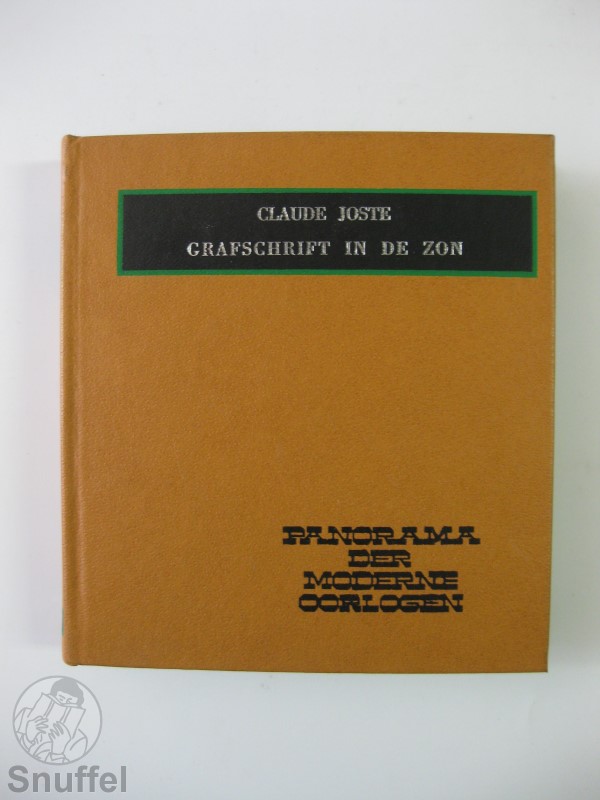 CLAUDE JOSTE
GRAFSCHRIFT IN DE ZON
PANORAMA
DER
MODERNE
OORLOGEN
Snuffel